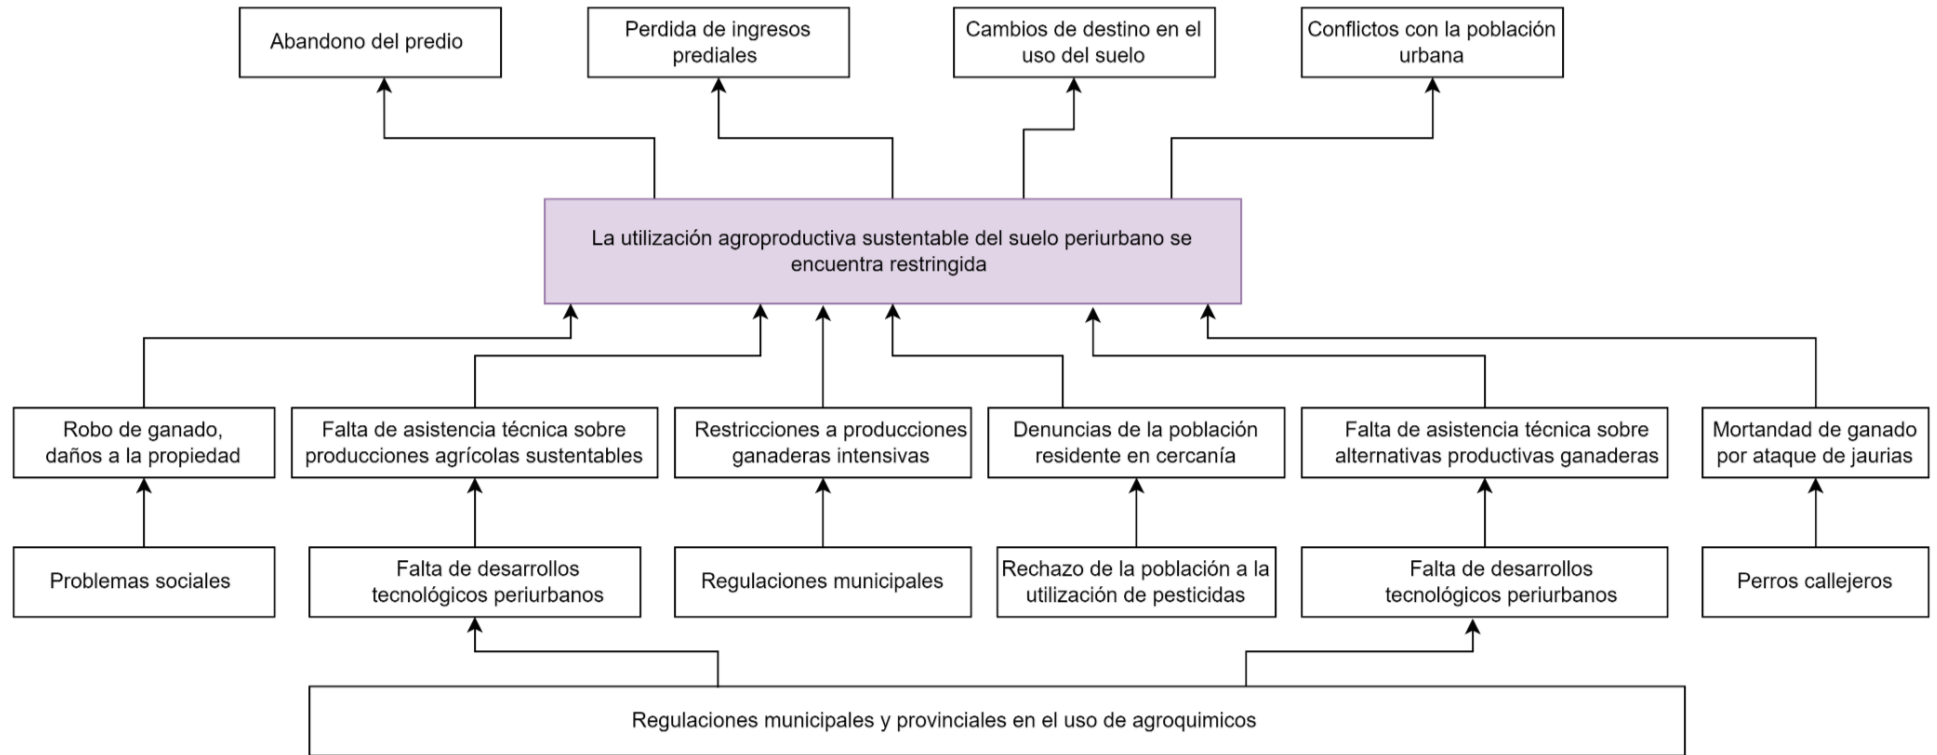 Abandono del predio
Perdida de ingresos
prediales
Cambios de destino en el
uso del suelo
Conflictos con la población
urbana
La utilización agroproductiva sustentable del suelo periurbano se
encuentra restringida
Robo de ganado,
daños a la propiedad
Falta de asistencia técnica sobre
producciones agrícolas sustentables
Restricciones a producciones
ganaderas intensivas
Denuncias de la población
residente en cercanía
Falta de asistencia técnica sobre
alternativas productivas ganaderas
Mortandad de ganado
por ataque de jaurias
Problemas sociales
Falta de desarrollos
tecnológicos periurbanos
Regulaciones municipales
Rechazo de la población a la
utilización de pesticidas
Falta de desarrollos
tecnológicos periurbanos
Perros callejeros
Regulaciones municipales y provinciales en el uso de agroquimicos